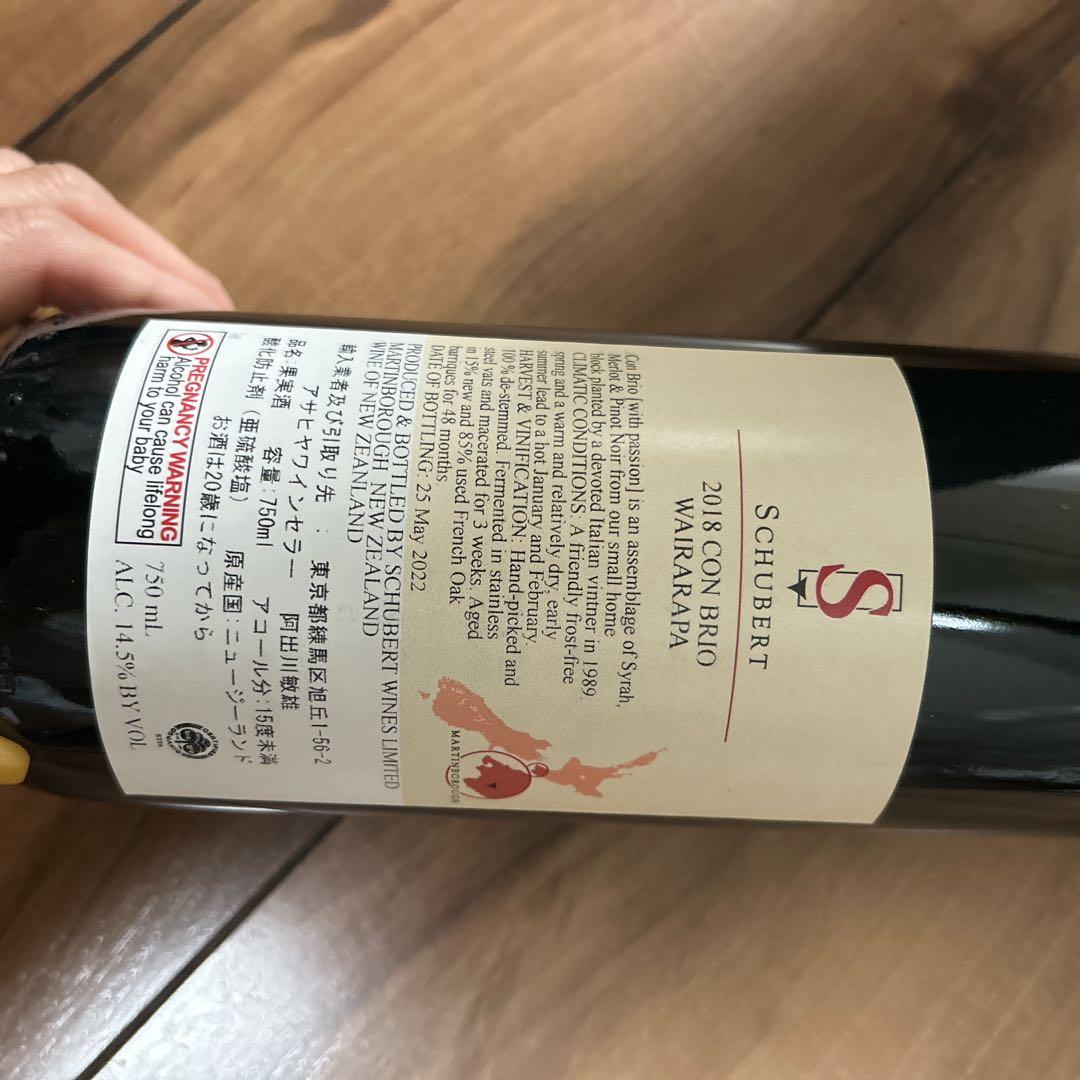 S
SCHUBERT
2018 CON BRIO
WAIRARAPA
Con Brio [with passion] is an assemblage of Syrah,
Merlot & Pinot Noir from our small home
block planted by a devoted Italian vintner in 1989.
CLIMATIC CONDITIONS: A friendly frost-free
spring and a warm and relatively dry, early
summer lead to a hot January and February.
HARVEST & VINIFICATION: Hand-picked and
100% de-stemmed. Fermented in stainless
steel vats and macerated for 3 weeks. Aged
in 15% new and 85% used French Oak
barriques for 48 months.
DATE OF BOTTLING: 25 May 2022
MARTINBOROUGH
PRODUCED & BOTTLED BY SCHUBERT WINES LIMITED
MARTINBOROUGH NEW ZEALAND
WINE OF NEW ZEANLAND
輸入業者及び引取り先 : 東京都練馬区旭丘1-56-2
アサヒヤワインセラー 阿出川敏雄
品名:果実酒 容量:750ml アコール分:15度未満
酸化防止剤(亜硫酸塩) 原産国:ニュージーランド
お酒は20歳になってから
PREGNANCY WARNING
Alcohol can cause lifelong
harm to your baby
750 mL
ALC. 14.5% BY VOL